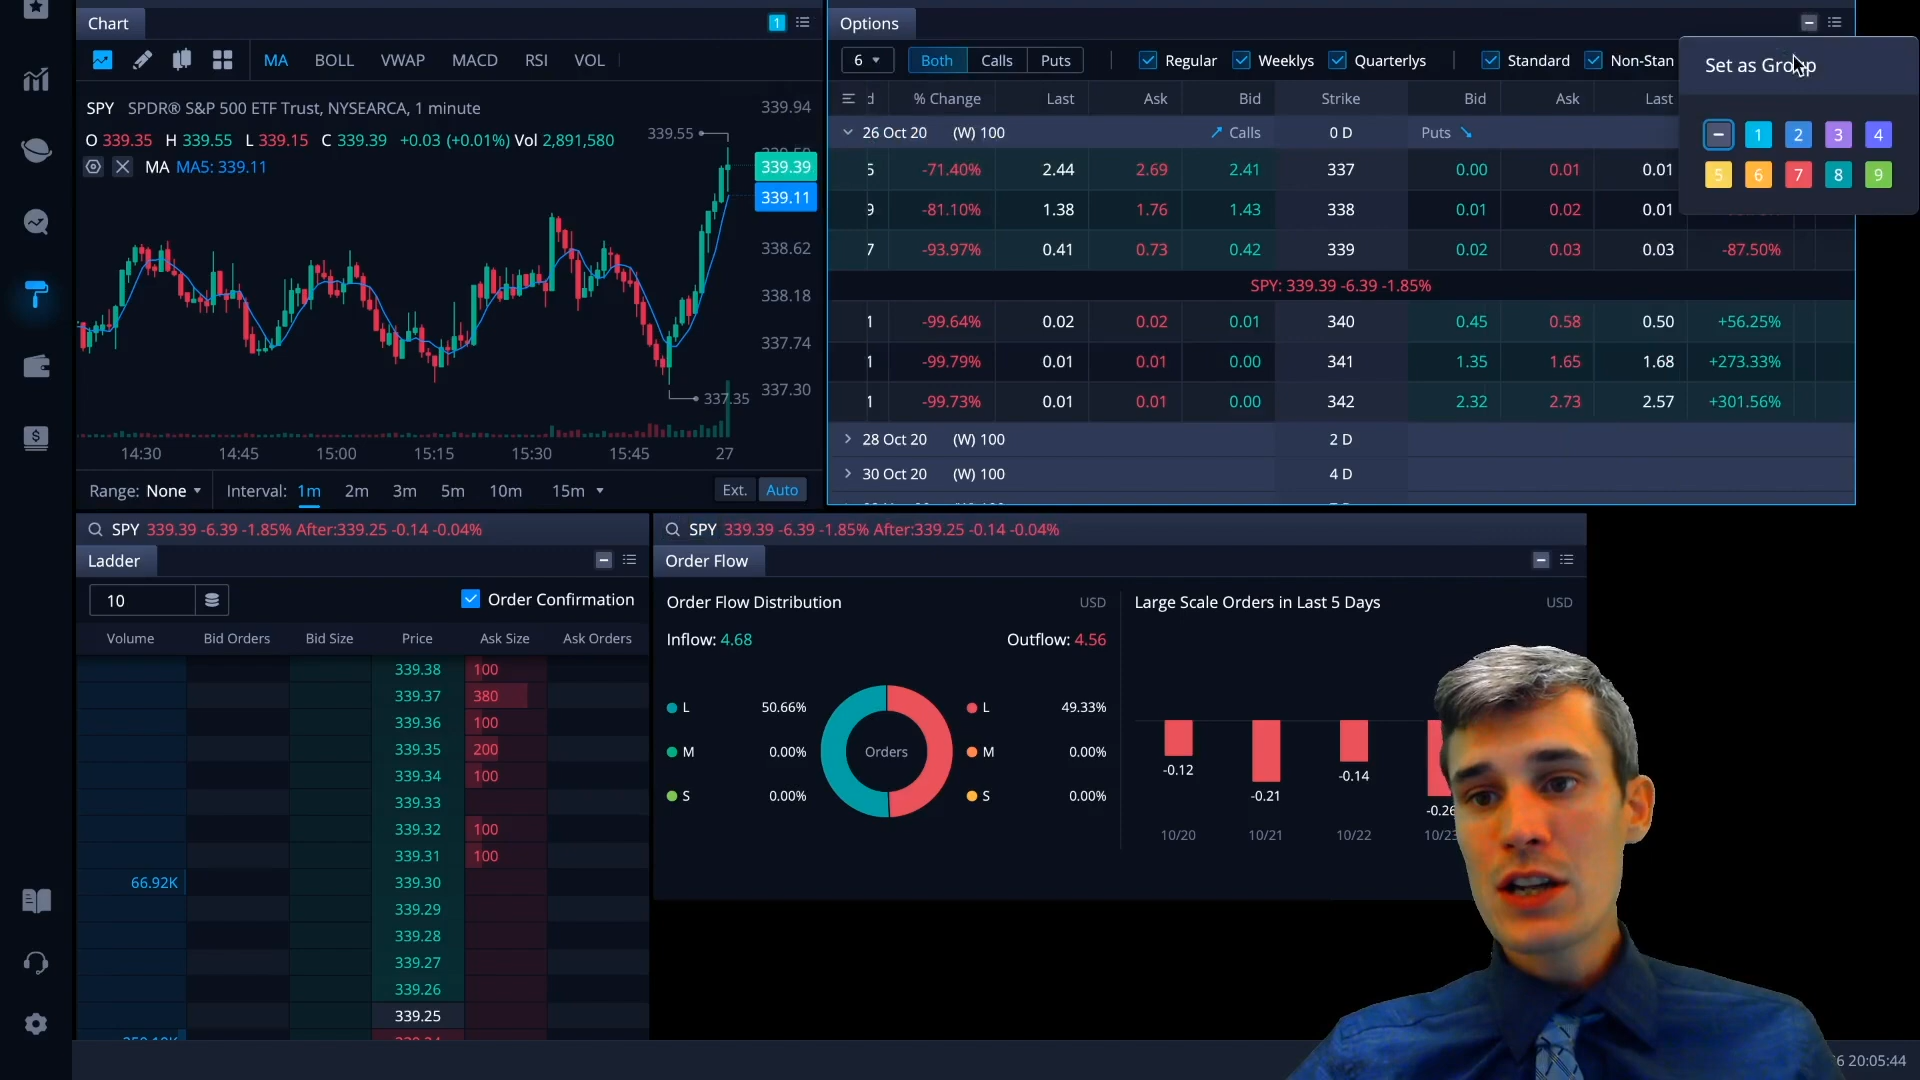 Chart
1
MA BOLL VWAP MACD RSI VOL
SPY SPDR® S&P 500 ETF Trust, NYSEARCA, 1 minute
O 339.35 H 339.55 L 339.15 C 339.39 +0.03 (+0.01%) Vol 2,891,580
MA MA5: 339.11
339.94
339.55
339.39
339.11
338.62
338.18
337.74
337.35
337.30
14:30 14:45 15:00 15:15 15:30 15:45 27
Range: None Interval: 1m 2m 3m 5m 10m 15m Ext. Auto
Options
6 Both Calls Puts Regular Weeklys Quarterlys Standard Non-Stan
d % Change Last Ask Bid Strike Bid Ask Last
26 Oct 20 (W) 100 Calls 0 D Puts
5 -71.40% 2.44 2.69 2.41 337 0.00 0.01 0.01
9 -81.10% 1.38 1.76 1.43 338 0.01 0.02 0.01
7 -93.97% 0.41 0.73 0.42 339 0.02 0.03 0.03 -87.50%
SPY: 339.39 -6.39 -1.85%
1 -99.64% 0.02 0.02 0.01 340 0.45 0.58 0.50 +56.25%
1 -99.79% 0.01 0.01 0.00 341 1.35 1.65 1.68 +273.33%
1 -99.73% 0.01 0.01 0.00 342 2.32 2.73 2.57 +301.56%
28 Oct 20 (W) 100 2 D
30 Oct 20 (W) 100 4 D
Set as Group
1 2 3 4
5 6 7 8 9
SPY 339.39 -6.39 -1.85% After:339.25 -0.14 -0.04%
Ladder
10 Order Confirmation
Volume Bid Orders Bid Size Price Ask Size Ask Orders
339.38 100
339.37 380
339.36 100
339.35 200
339.34 100
339.33
339.32 100
339.31 100
66.92K 339.30
339.29
339.28
339.27
339.26
339.25
SPY 339.39 -6.39 -1.85% After:339.25 -0.14 -0.04%
Order Flow
Order Flow Distribution USD
Inflow: 4.68 Outflow: 4.56
L 50.66% L 49.33%
M 0.00% Orders M 0.00%
S 0.00% S 0.00%
Large Scale Orders in Last 5 Days USD
-0.12 -0.21 -0.14 -0.26
10/20 10/21 10/22 10/23
6 20:05:44